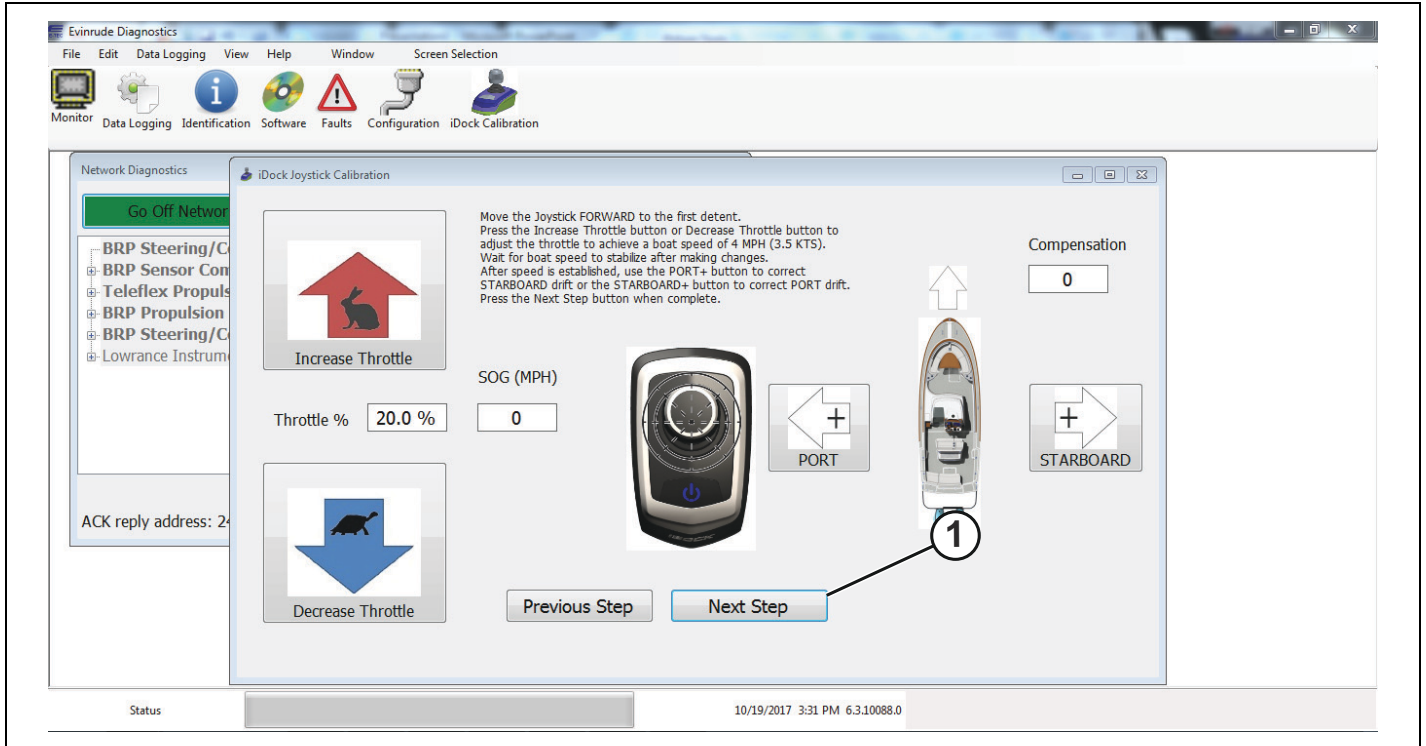 Evinrude Diagnostics
File Edit Data Logging View Help Window Screen Selection
Monitor Data Logging Identification Software Faults Configuration iDock Calibration
Network Diagnostics
Go Off Networ
BRP Steering/C
BRP Sensor Com
Teleflex Propuls
BRP Propulsion
BRP Steering/C
Lowrance Instrum
ACK reply address: 24
iDock Joystick Calibration
Move the Joystick FORWARD to the first detent.
Press the Increase Throttle button or Decrease Throttle button to
adjust the throttle to achieve a boat speed of 4 MPH (3.5 KTS).
Wait for boat speed to stabilize after making changes.
After speed is established, use the PORT+ button to correct
STARBOARD drift or the STARBOARD+ button to correct PORT drift.
Press the Next Step button when complete.
Compensation
0
Increase Throttle
SOG (MPH)
Throttle % 20.0 %
0
+
PORT
+
STARBOARD
Decrease Throttle
1
Previous Step
Next Step
Status
10/19/2017 3:31 PM 6.3.10088.0